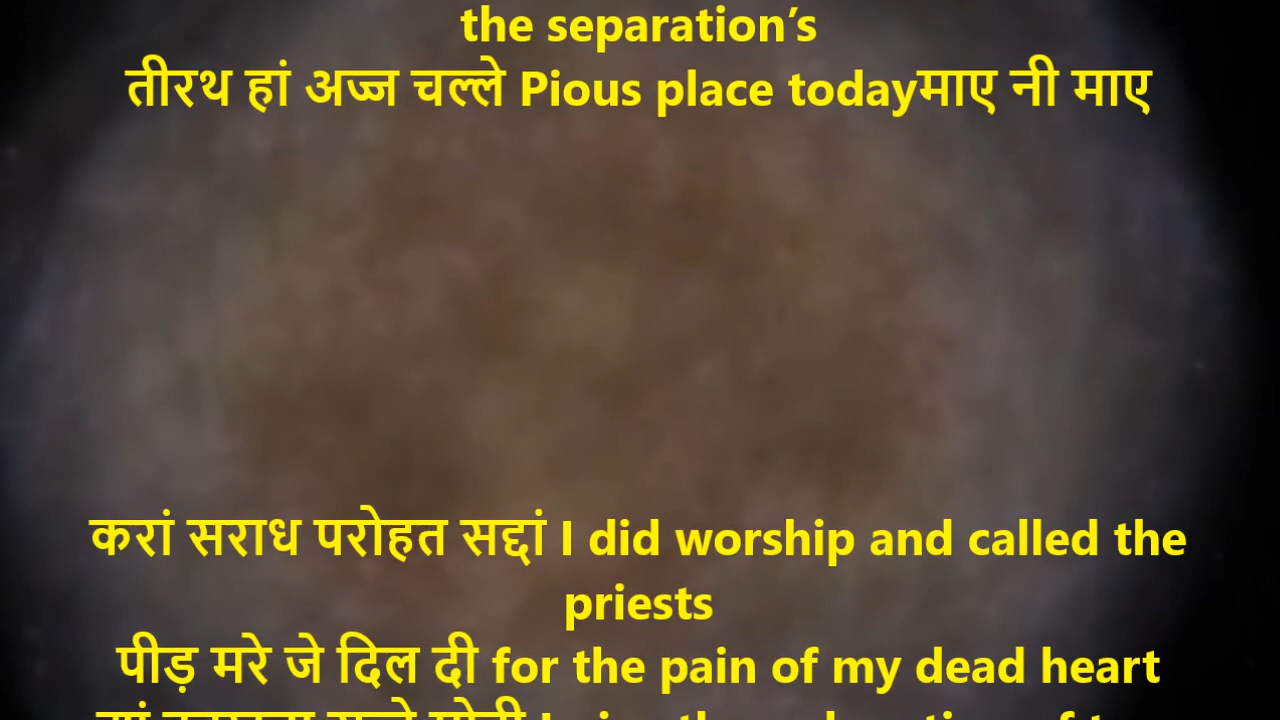 the separation’s
तीरथ हां अज्ज चल्ले Pious place todayमाए नी माए
करां सराध परोहत सद्दां I did worship and called the
priests
पीड़ मरे जे दिल दी for the pain of my dead heart